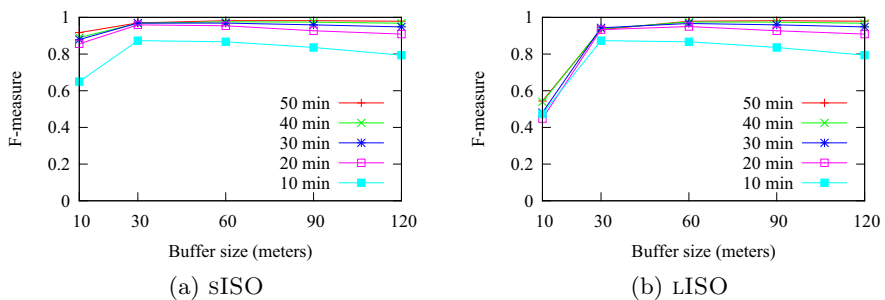 F-measure
1
0.8
0.6
0.4
0.2
0
50 min
40 min
30 min
20 min
10 min
10 30 60 90 120
Buffer size (meters)
(a) sISO
F-measure
1
0.8
0.6
0.4
0.2
0
50 min
40 min
30 min
20 min
10 min
10 30 60 90 120
Buffer size (meters)
(b) LISO